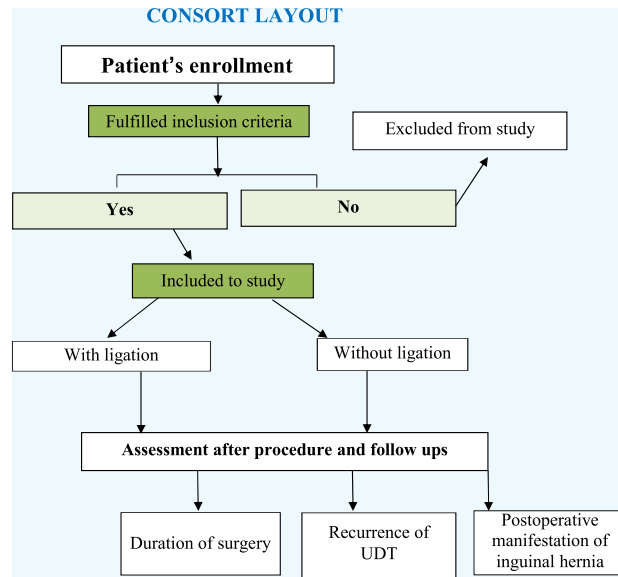 CONSORT LAYOUT
Patient's enrollment
Fulfilled inclusion criteria
Excluded from study
Yes
No
Included to study
With ligation
Without ligation
Assessment after procedure and follow ups
Duration of surgery
Recurrence of
UDT
Postoperative
manifestation of
inguinal hernia